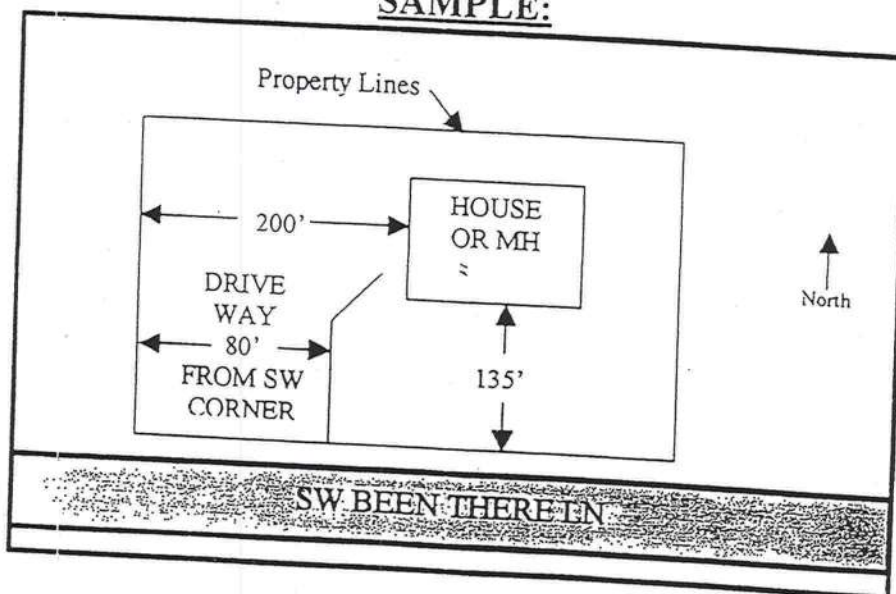 SAMPLE:
Property Lines
200'
HOUSE
OR MH
North
DRIVE
WAY
80'
FROM SW
CORNER
135'
SW BEEN THERE LN